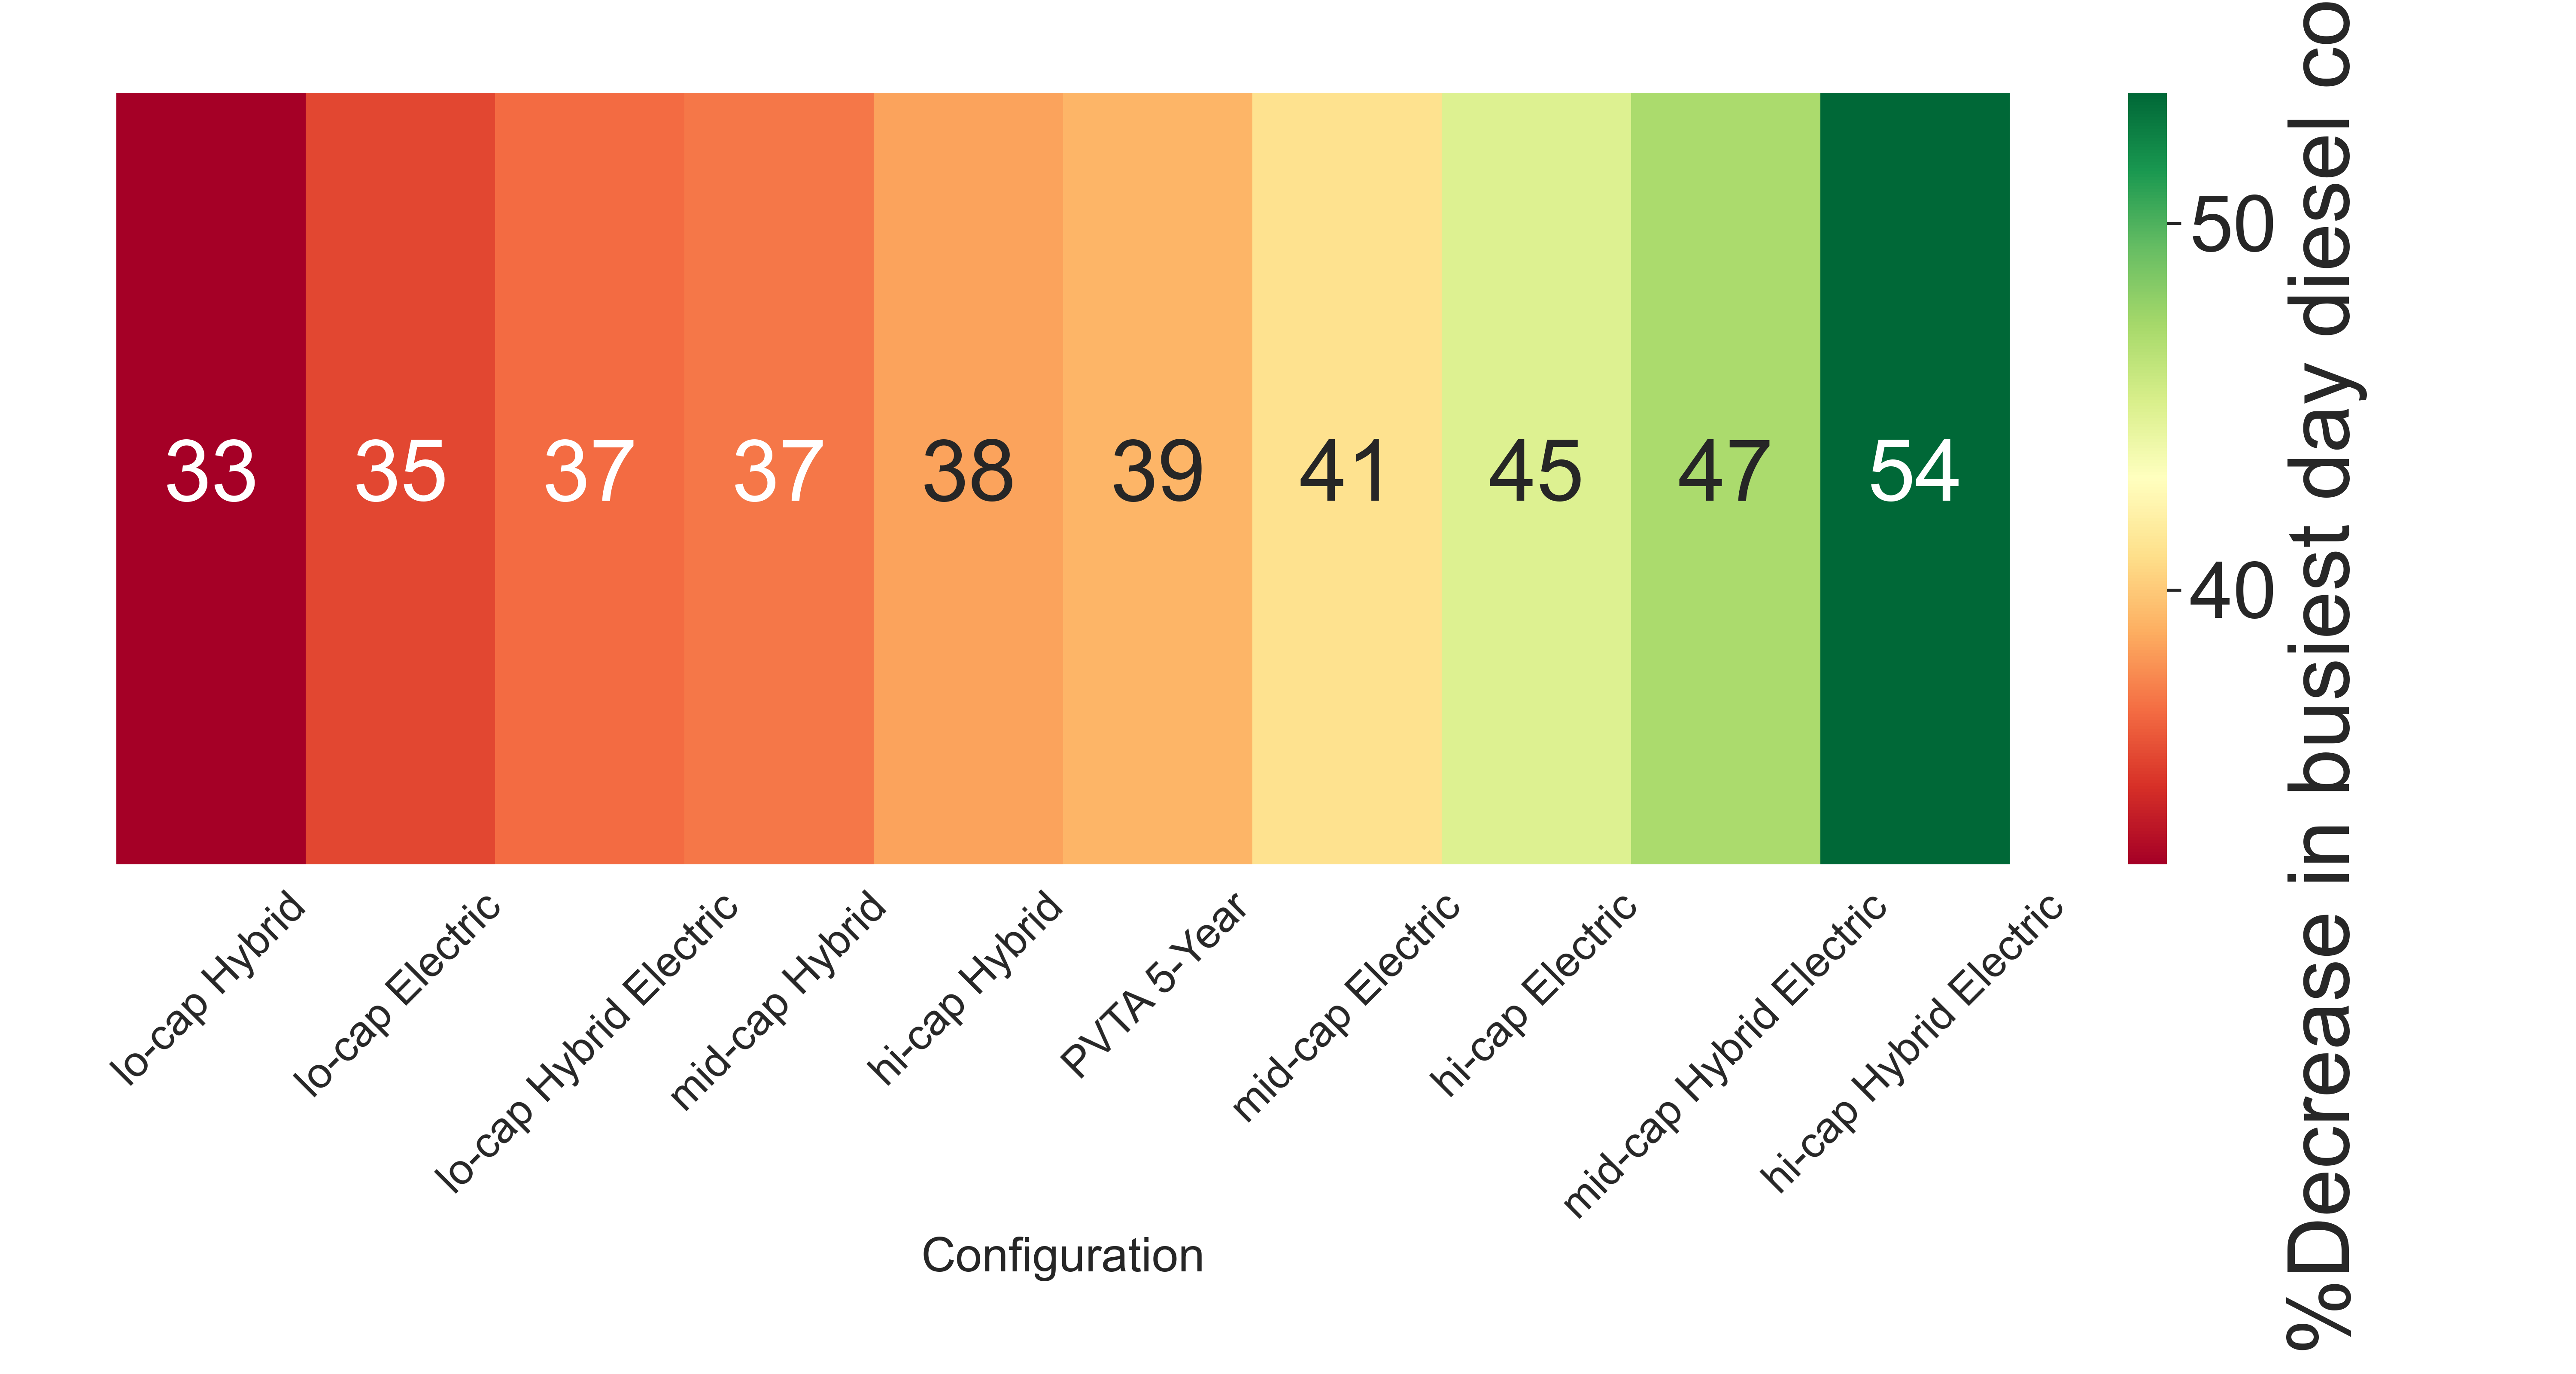 33 35 37 37 38 39 41 45 47 54
lo-cap Hybrid
lo-cap Electric
lo-cap Hybrid Electric
mid-cap Hybrid
hi-cap Hybrid
PVTA 5-Year
mid-cap Electric
hi-cap Electric
mid-cap Hybrid Electric
hi-cap Hybrid Electric
Configuration
50
40
%Decrease in busiest day diesel co